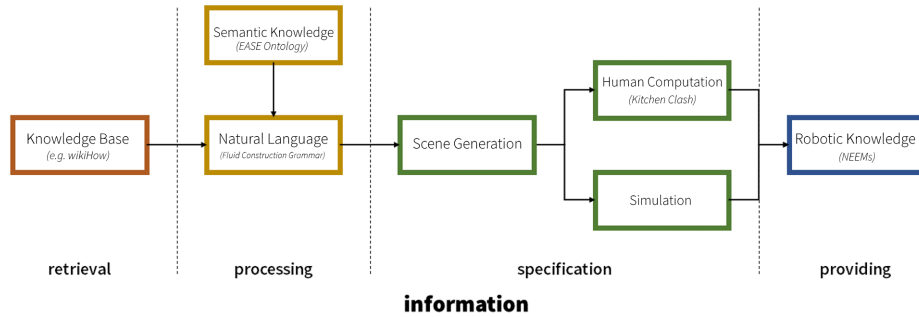 Semantic Knowledge
(EASE Ontology)
Human Computation
(Kitchen Clash)
Knowledge Base
(e.g. wikiHow)
Natural Language
(Fluid Construction Grammar)
Scene Generation
Robotic Knowledge
(NEEMs)
Simulation
retrieval
processing
specification
providing
information